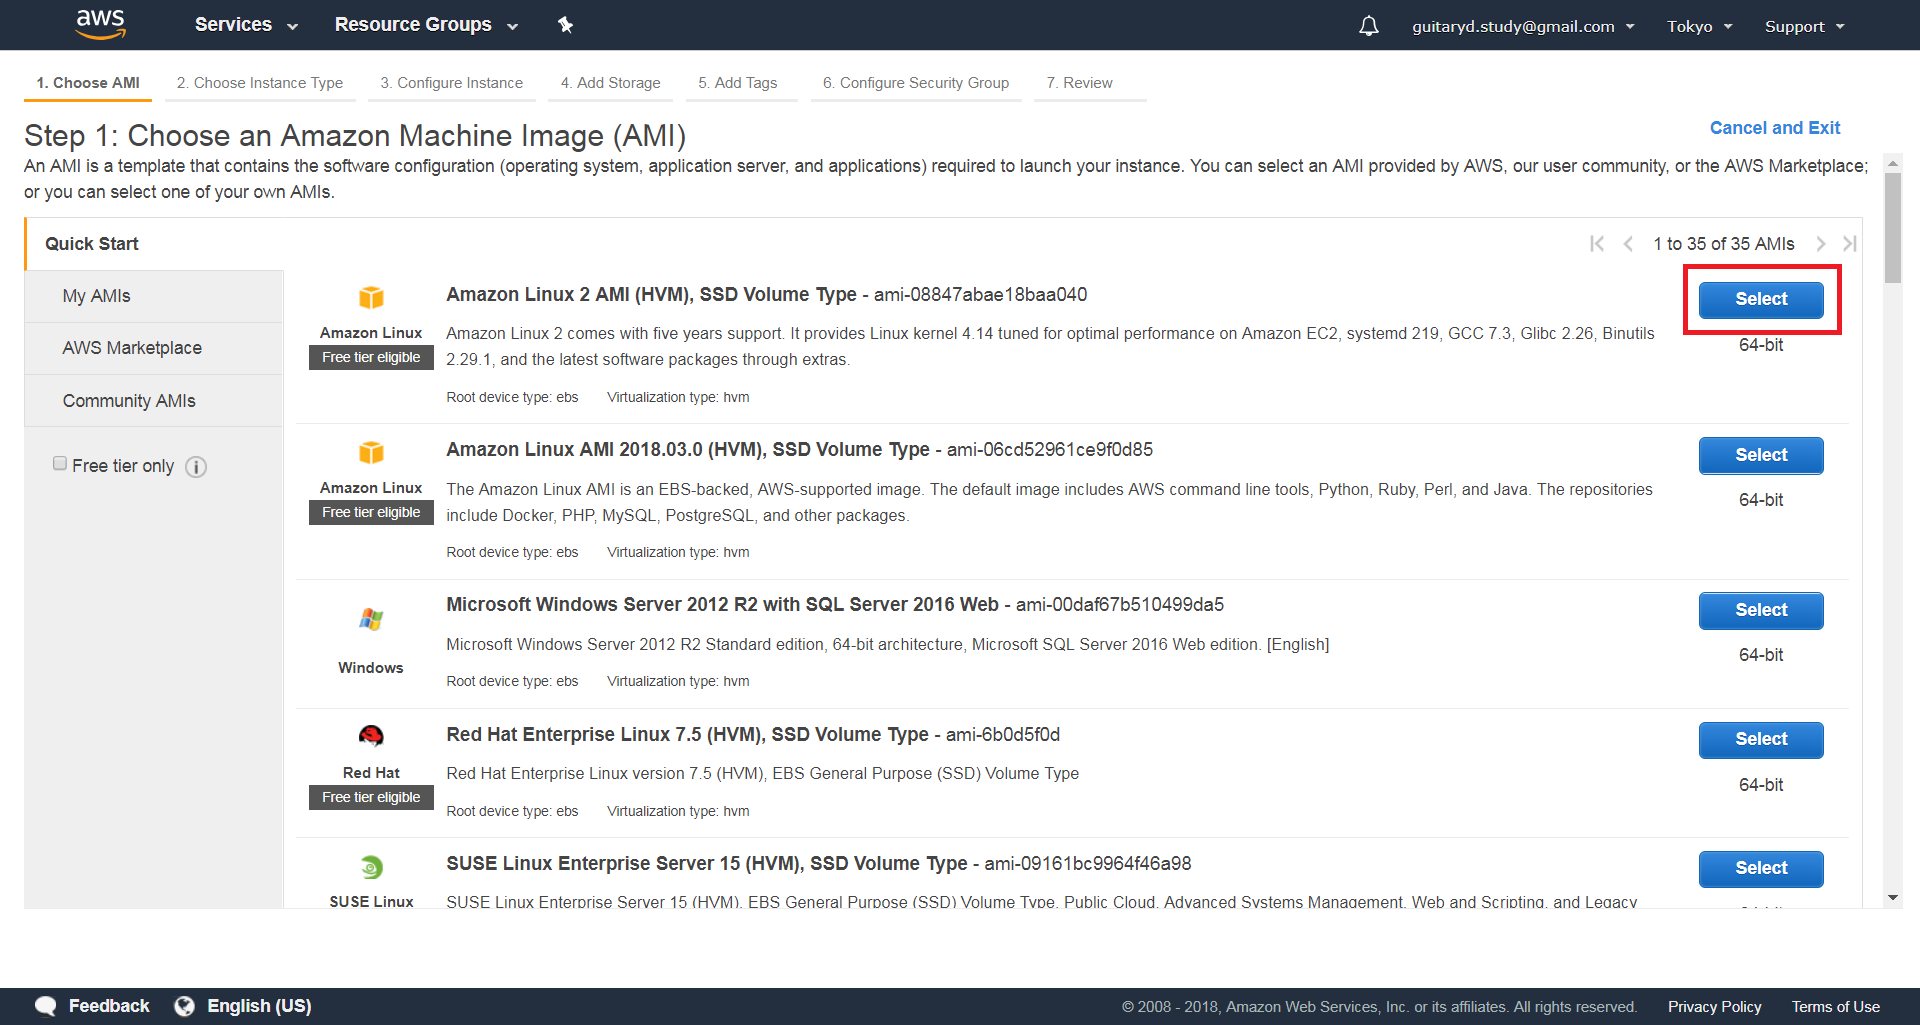 aws Services Resource Groups guitaryd.study@gmail.com Tokyo Support
1. Choose AMI 2. Choose Instance Type 3. Configure Instance 4. Add Storage 5. Add Tags 6. Configure Security Group 7. Review
Step 1: Choose an Amazon Machine Image (AMI)
Cancel and Exit
An AMI is a template that contains the software configuration (operating system, application server, and applications) required to launch your instance. You can select an AMI provided by AWS, our user community, or the AWS Marketplace;
or you can select one of your own AMIs.
Quick Start
1 to 35 of 35 AMIs
My AMIs
AWS Marketplace
Community AMIs
Free tier only
Amazon Linux
Free tier eligible
Amazon Linux 2 AMI (HVM), SSD Volume Type - ami-08847abae18baa040
Amazon Linux 2 comes with five years support. It provides Linux kernel 4.14 tuned for optimal performance on Amazon EC2, systemd 219, GCC 7.3, Glibc 2.26, Binutils
2.29.1, and the latest software packages through extras.
Root device type: ebs Virtualization type: hvm
Select
64-bit
Amazon Linux
Free tier eligible
Amazon Linux AMI 2018.03.0 (HVM), SSD Volume Type - ami-06cd52961ce9f0d85
The Amazon Linux AMI is an EBS-backed, AWS-supported image. The default image includes AWS command line tools, Python, Ruby, Perl, and Java. The repositories
include Docker, PHP, MySQL, PostgreSQL, and other packages.
Root device type: ebs Virtualization type: hvm
Select
64-bit
Windows
Microsoft Windows Server 2012 R2 with SQL Server 2016 Web - ami-00daf67b510499da5
Microsoft Windows Server 2012 R2 Standard edition, 64-bit architecture, Microsoft SQL Server 2016 Web edition. [English]
Root device type: ebs Virtualization type: hvm
Select
64-bit
Red Hat
Free tier eligible
Red Hat Enterprise Linux 7.5 (HVM), SSD Volume Type - ami-6b0d5f0d
Red Hat Enterprise Linux version 7.5 (HVM), EBS General Purpose (SSD) Volume Type
Root device type: ebs Virtualization type: hvm
Select
64-bit
SUSE Linux
SUSE Linux Enterprise Server 15 (HVM), SSD Volume Type - ami-09161bc9964f46a98
SUSE Linux Enterprise Server 15 (HVM), EBS General Purpose (SSD) Volume Type, Public Cloud, Advanced Systems Management, Web and Scripting, and Legacy
Select
Feedback English (US) © 2008 - 2018, Amazon Web Services, Inc. or its affiliates. All rights reserved. Privacy Policy Terms of Use